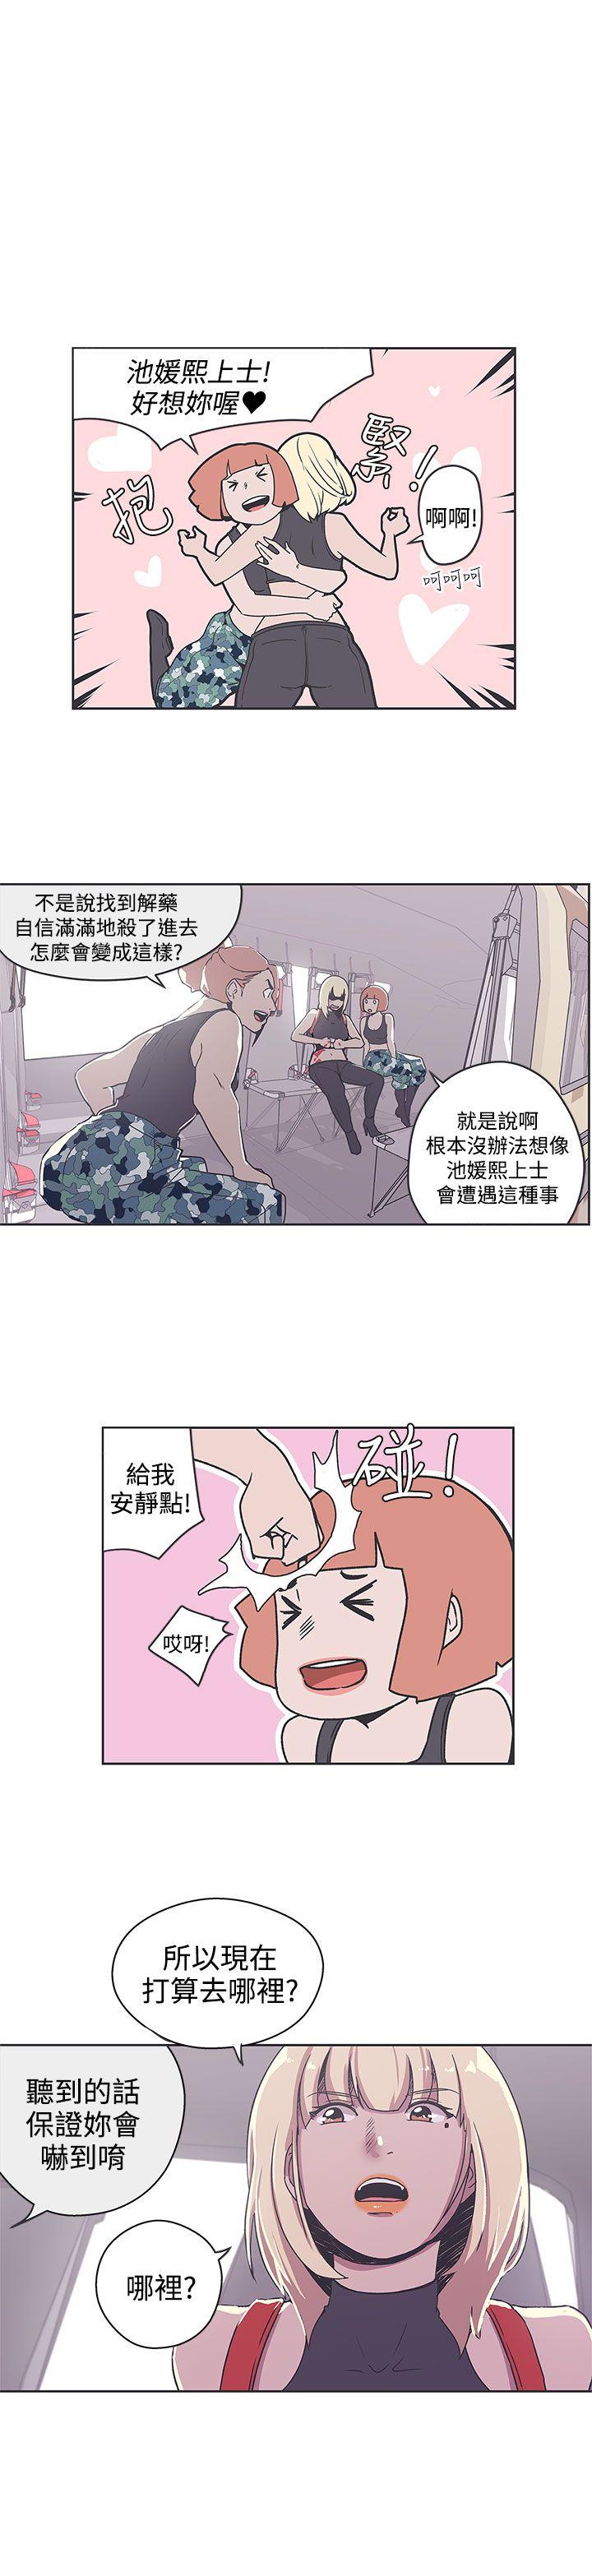 池媛熙上士!
好想妳喔♥
抱
緊!
啊啊!
呵呵呵
不是說找到解藥
自信滿滿地殺了進去
怎麼會變成這樣?
就是說啊
根本沒辦法想像
池媛熙上士
會遭遇這種事
碰!
給我
安靜點!
哎呀!
所以現在
打算去哪裡?
聽到的話
保證妳會
嚇到唷
哪裡?